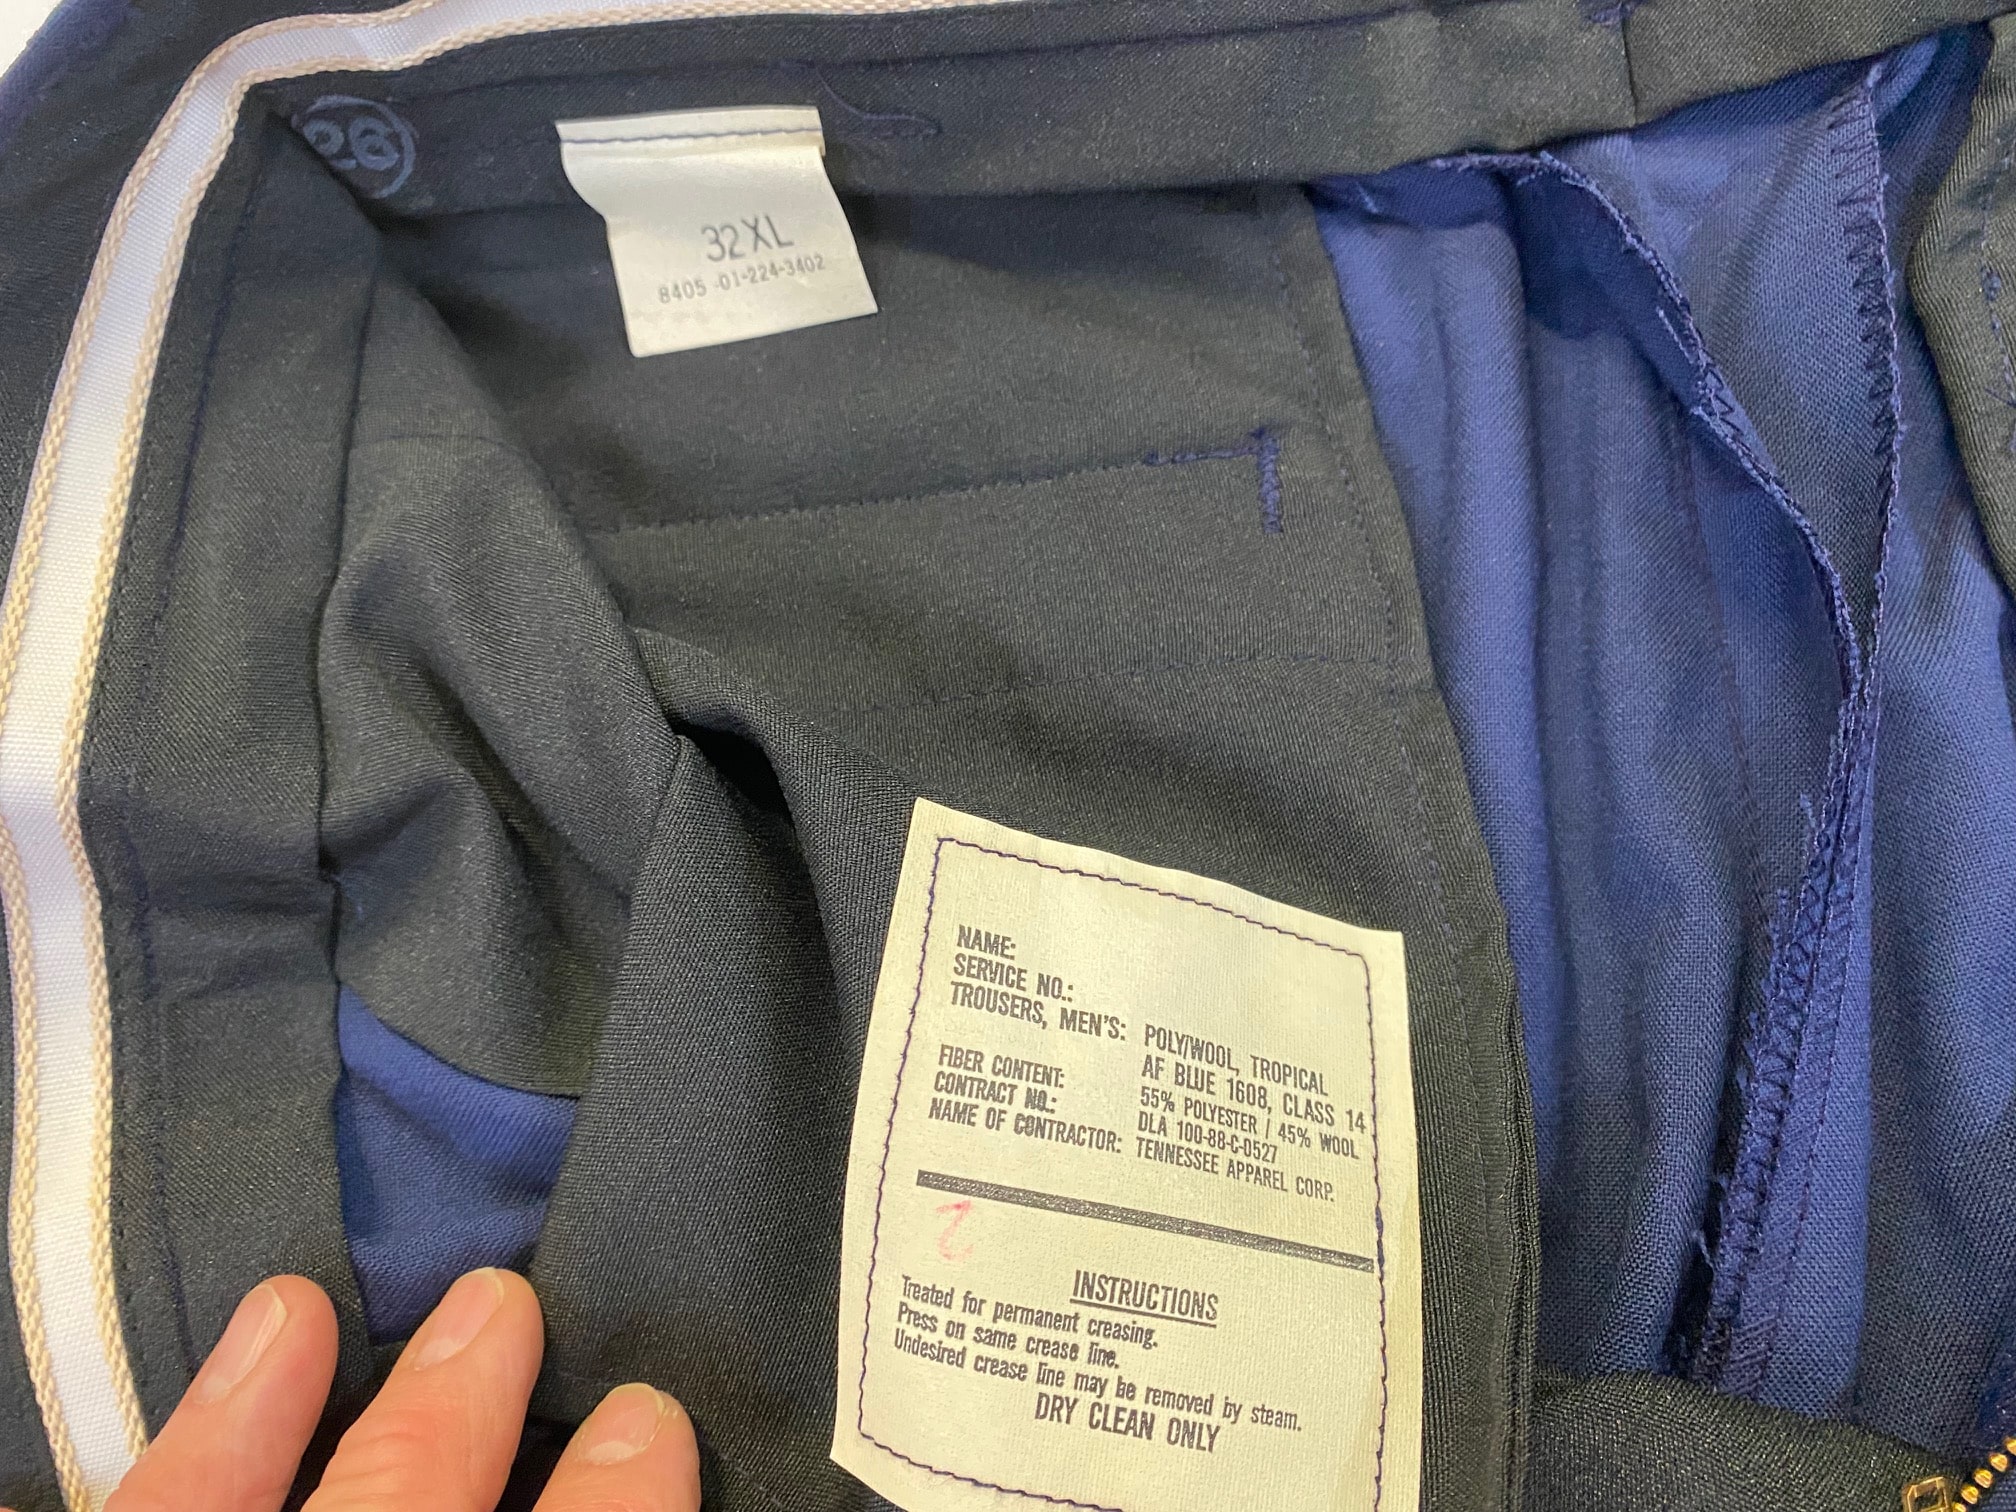 32XL
8405-01-224-3402
NAME:
SERVICE NO.:
TROUSERS, MEN'S: POLY/WOOL, TROPICAL
AF BLUE 1608, CLASS 14
FIBER CONTENT: 55% POLYESTER / 45% WOOL
CONTRACT NO.: DLA 100-88-C-0527
NAME OF CONTRACTOR: TENNESSEE APPAREL CORP.
2
INSTRUCTIONS
Treated for permanent creasing.
Press on same crease line.
Undesired crease line may be removed by steam.
DRY CLEAN ONLY